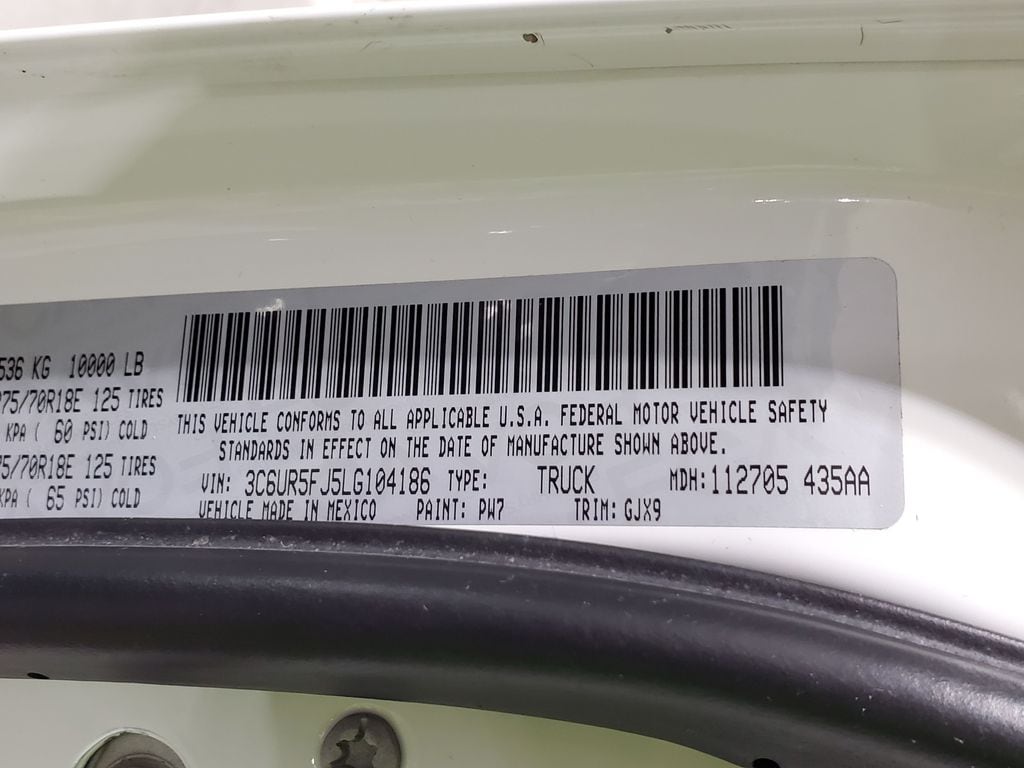 536 KG 10000 LB
75/70R18E 125 TIRES
KPA ( 60 PSI) COLD
75/70R18E 125 TIRES
KPA ( 65 PSI) COLD
THIS VEHICLE CONFORMS TO ALL APPLICABLE U.S.A. FEDERAL MOTOR VEHICLE SAFETY
STANDARDS IN EFFECT ON THE DATE OF MANUFACTURE SHOWN ABOVE.
VIN: 3C6UR5FJ5LG104186 TYPE: TRUCK MDH:112705 435AA
VEHICLE MADE IN MEXICO PAINT: PW7 TRIM: GJX9